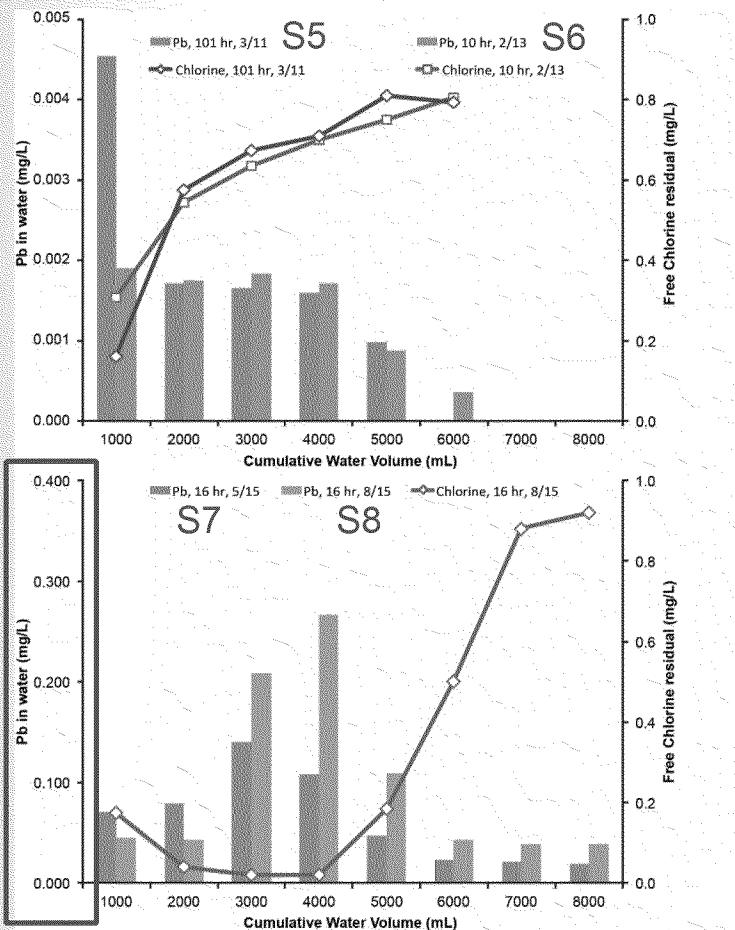 S5 S6
Pb, 101 hr, 3/11 Pb, 10 hr, 2/13
Chlorine, 101 hr, 3/11 Chlorine, 10 hr, 2/13
0.005
0.004
0.003
0.002
0.001
0.000
Pb in water (mg/L)
1.0
0.8
0.6
0.4
0.2
0.0
Free Chlorine residual (mg/L)
1000 2000 3000 4000 5000 6000 7000 8000
Cumulative Water Volume (mL)
Pb, 16 hr, 5/15 Pb, 16 hr, 8/15 Chlorine, 16 hr, 8/15
S7 S8
0.400
0.300
0.200
0.100
0.000
Pb in water (mg/L)
1.0
0.8
0.6
0.4
0.2
0.0
Free Chlorine residual (mg/L)
1000 2000 3000 4000 5000 6000 7000 8000
Cumulative Water Volume (mL)